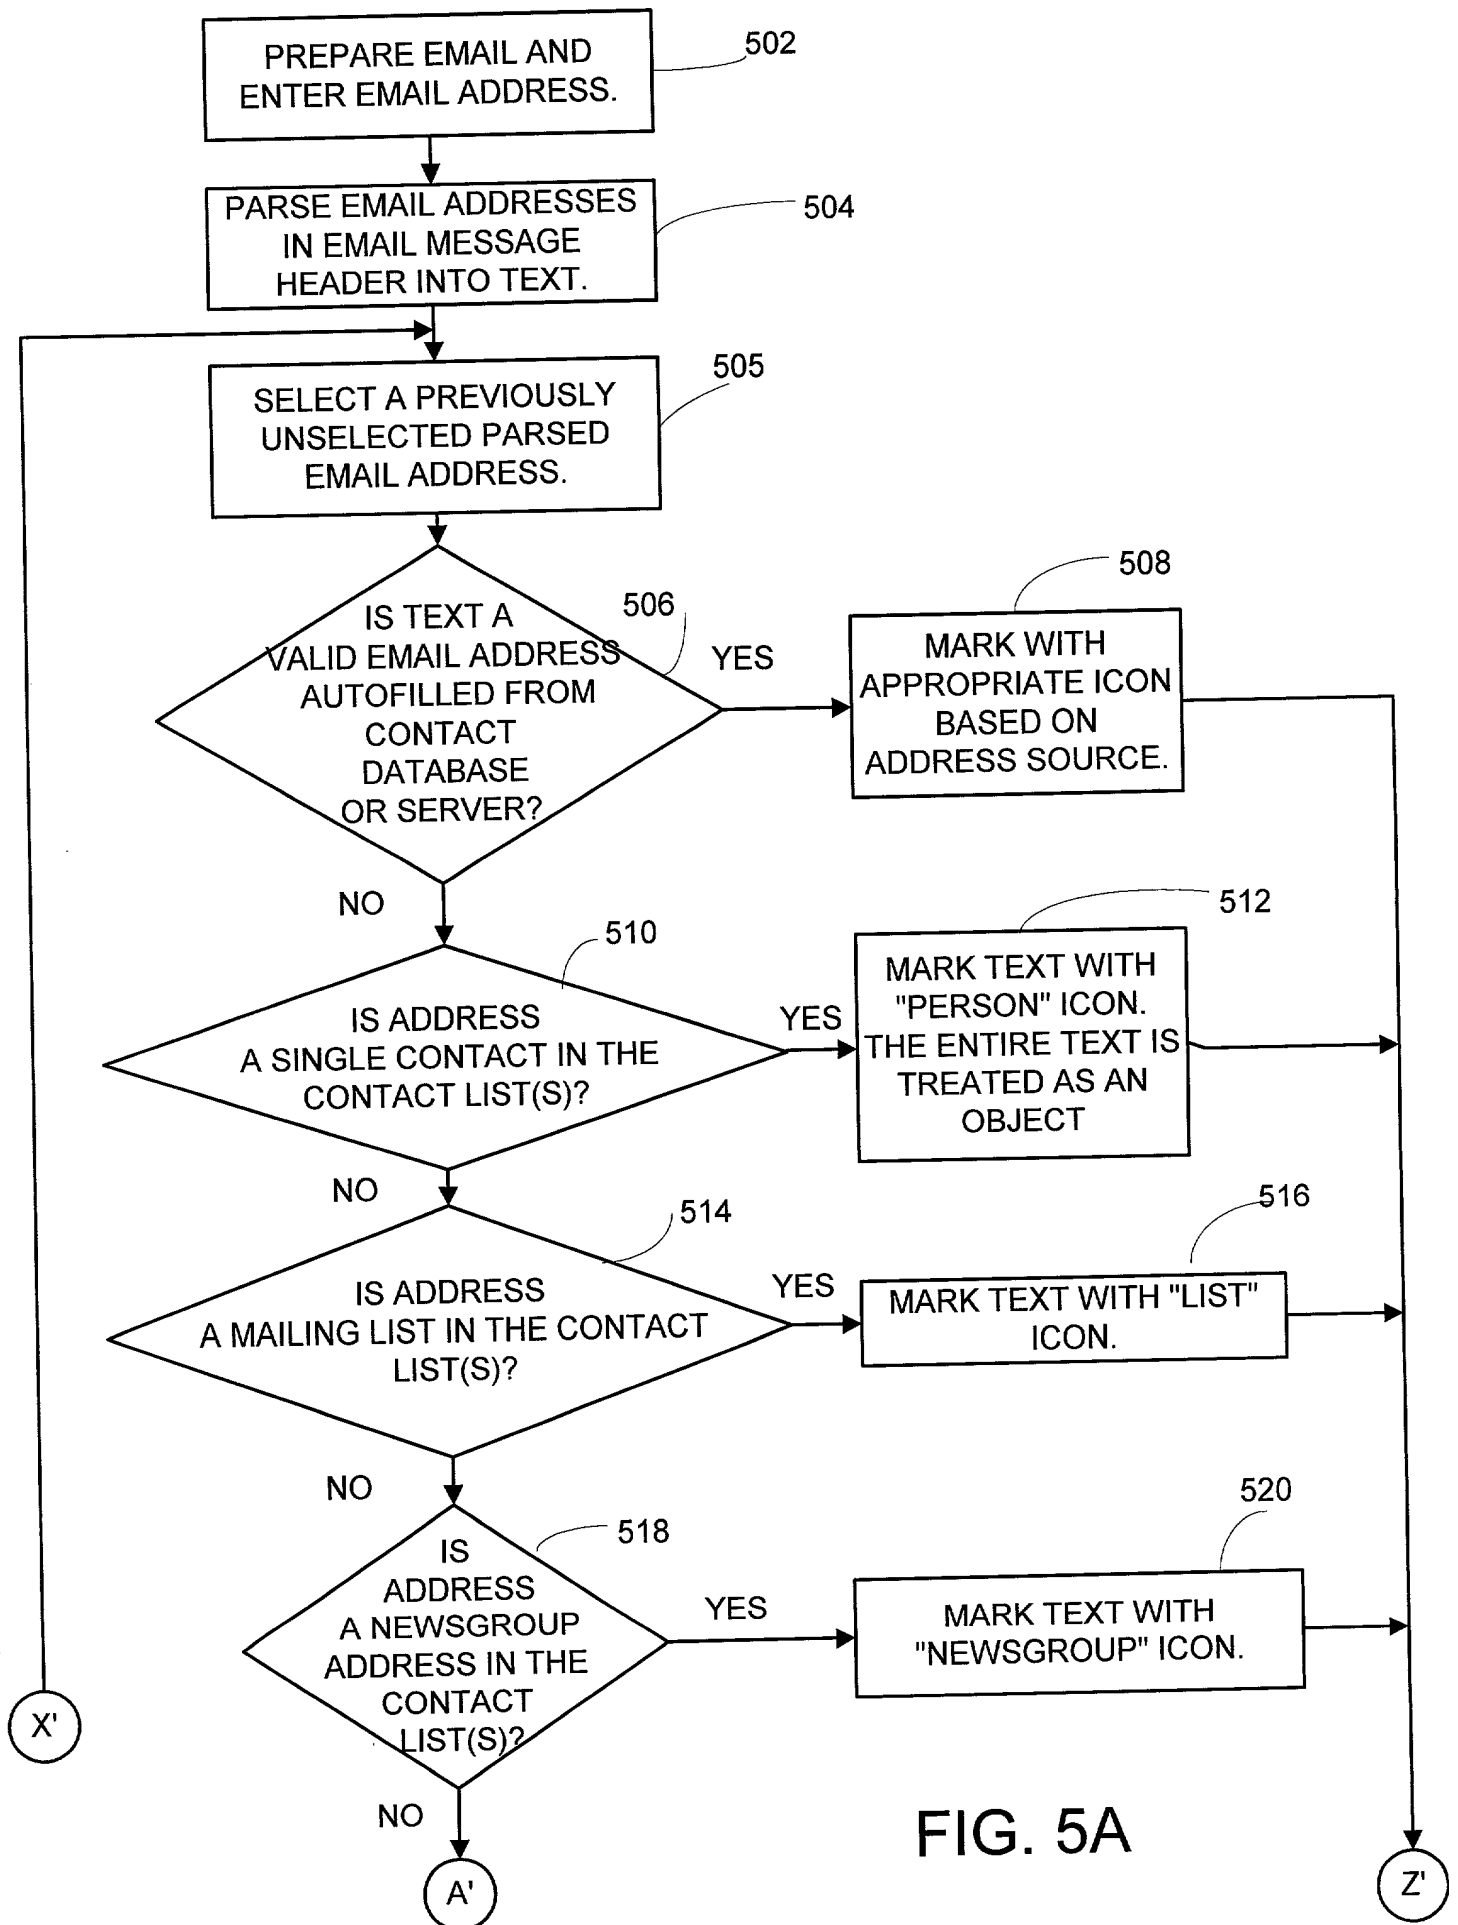 PREPARE EMAIL AND
ENTER EMAIL ADDRESS.
502
PARSE EMAIL ADDRESSES
IN EMAIL MESSAGE
HEADER INTO TEXT.
504
SELECT A PREVIOUSLY
UNSELECTED PARSED
EMAIL ADDRESS.
505
IS TEXT A
VALID EMAIL ADDRESS
AUTOFILLED FROM
CONTACT
DATABASE
OR SERVER?
506
YES
MARK WITH
APPROPRIATE ICON
BASED ON
ADDRESS SOURCE.
508
NO
IS ADDRESS
A SINGLE CONTACT IN THE
CONTACT LIST(S)?
510
YES
MARK TEXT WITH
"PERSON" ICON.
THE ENTIRE TEXT IS
TREATED AS AN
OBJECT
512
NO
IS ADDRESS
A MAILING LIST IN THE CONTACT
LIST(S)?
514
YES
MARK TEXT WITH "LIST"
ICON.
516
NO
IS
ADDRESS
A NEWSGROUP
ADDRESS IN THE
CONTACT
LIST(S)?
518
YES
MARK TEXT WITH
"NEWSGROUP" ICON.
520
NO
X'
A'
Z'
FIG. 5A